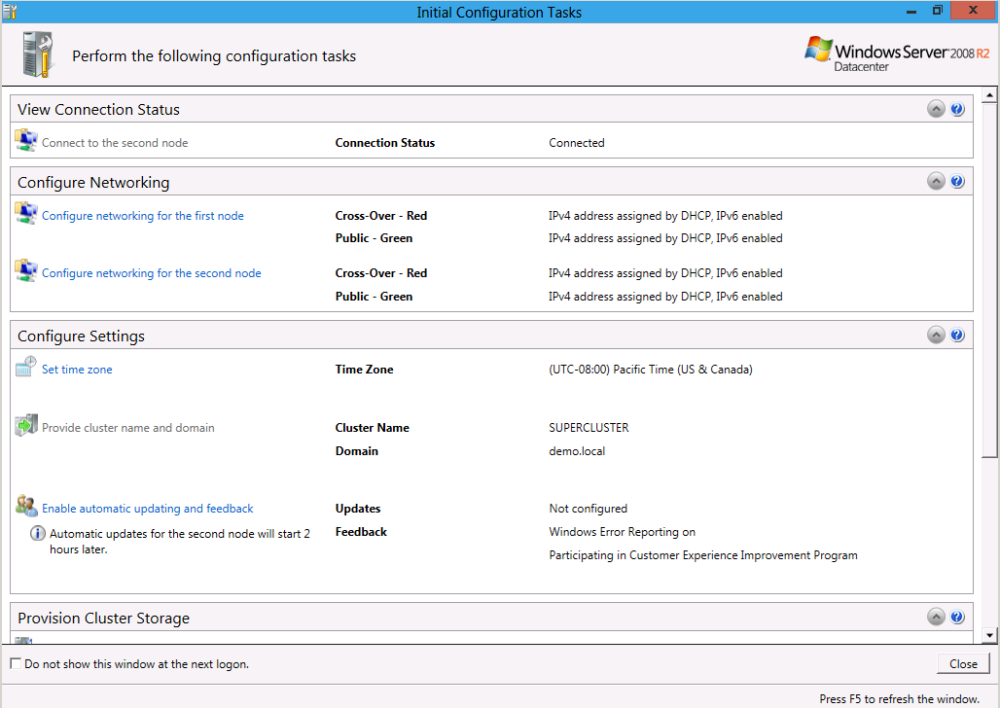 Initial Configuration Tasks
Perform the following configuration tasks
Windows Server 2008 R2
Datacenter
View Connection Status
Connect to the second node Connection Status Connected
Configure Networking
Configure networking for the first node Cross-Over - Red IPv4 address assigned by DHCP, IPv6 enabled
Public - Green IPv4 address assigned by DHCP, IPv6 enabled
Configure networking for the second node Cross-Over - Red IPv4 address assigned by DHCP, IPv6 enabled
Public - Green IPv4 address assigned by DHCP, IPv6 enabled
Configure Settings
Set time zone Time Zone (UTC-08:00) Pacific Time (US & Canada)
Provide cluster name and domain Cluster Name SUPERCLUSTER
Domain demo.local
Enable automatic updating and feedback Updates Not configured
Automatic updates for the second node will start 2 Feedback Windows Error Reporting on
hours later. Participating in Customer Experience Improvement Program
Provision Cluster Storage
Do not show this window at the next logon. Close
Press F5 to refresh the window.